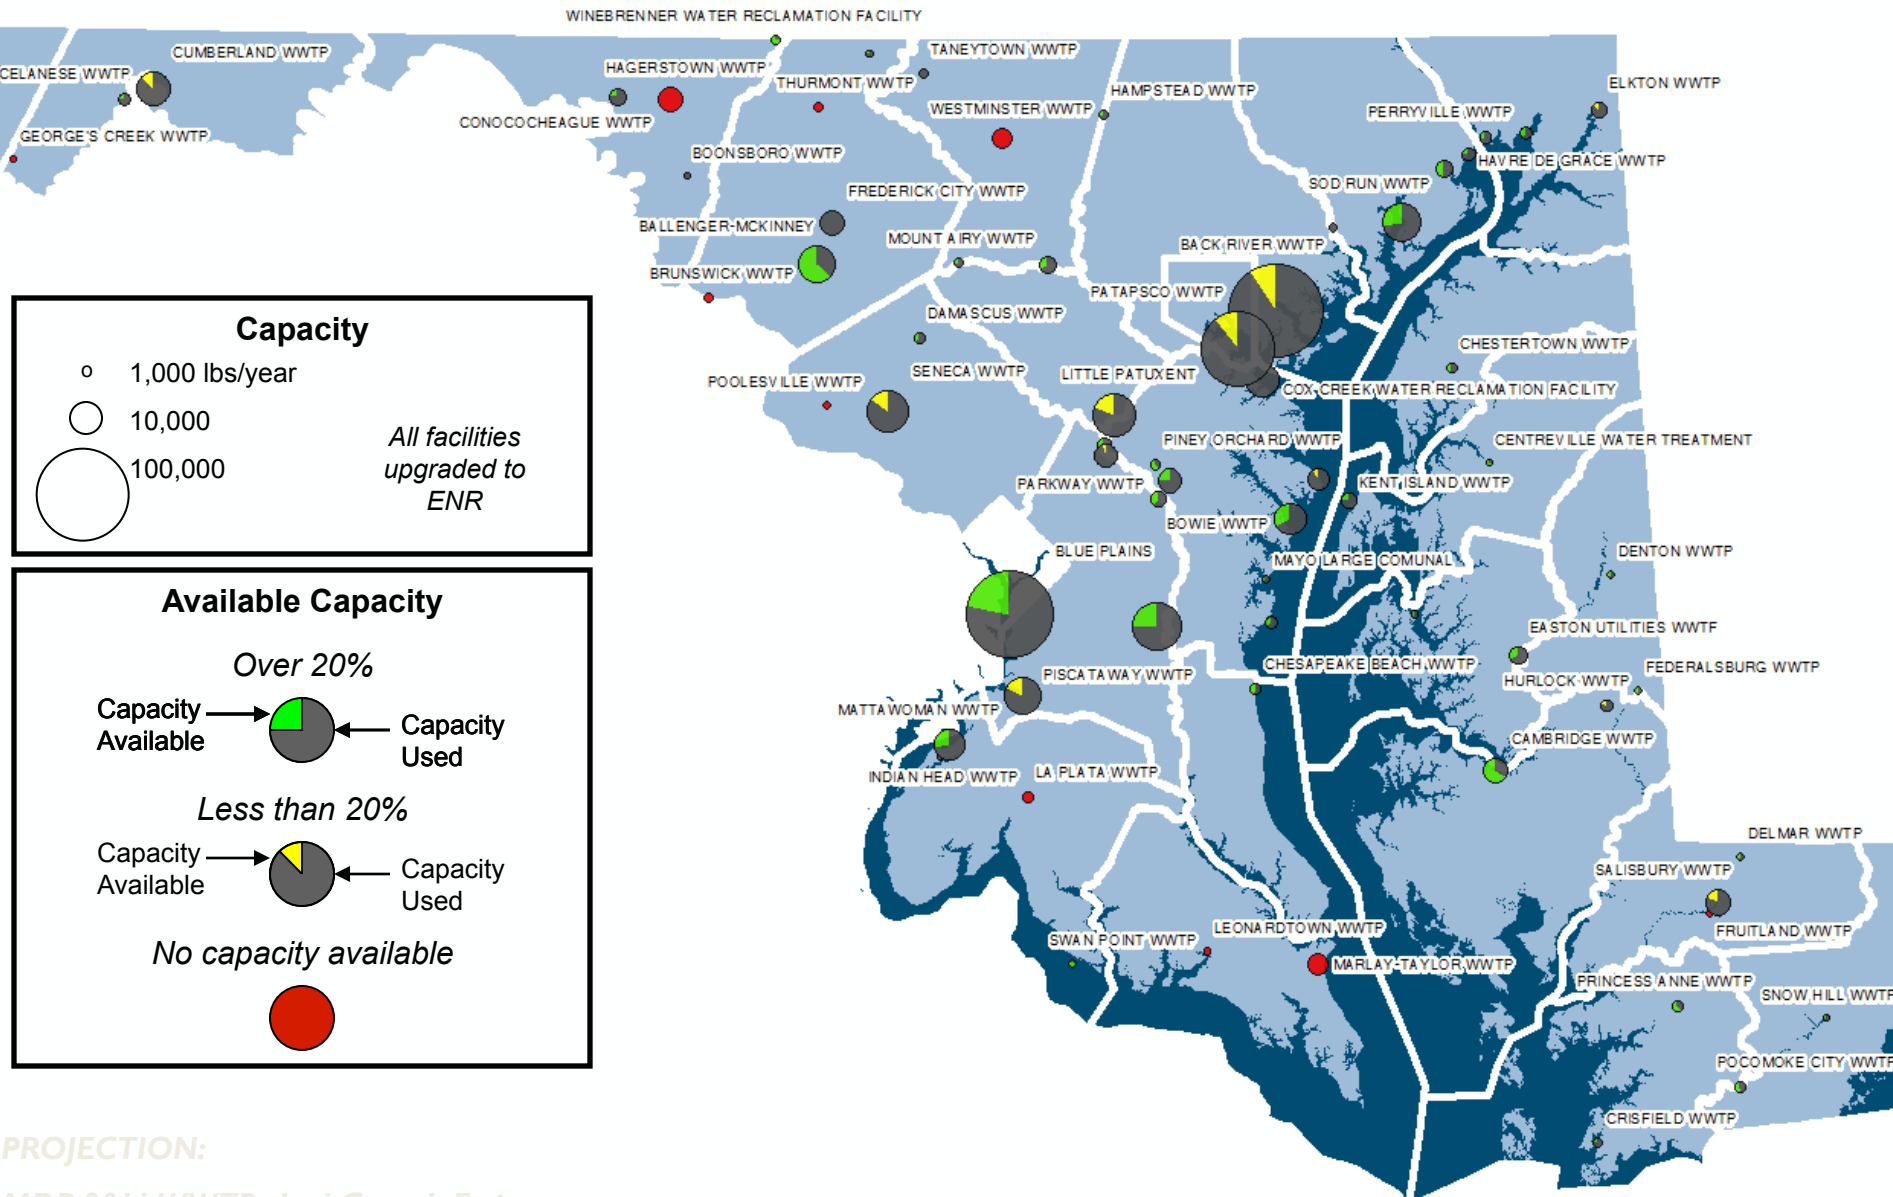 WINEBRENNER WATER RECLAMATION FACILITY
CUMBERLAND WWTP
TANEYTOWN WWTP
CELANESE WWTP
HAGERSTOWN WWTP
THURMONT WWTP
HAMPSTEAD WWTP
ELKTON WWTP
WESTMINSTER WWTP
PERRYVILLE WWTP
CONOCOCHEAGUE WWTP
GEORGE'S CREEK WWTP
BOONSBORO WWTP
HAVRE DE GRACE WWTP
FREDERICK CITY WWTP
SOD RUN WWTP
BALLENGER-MCKINNEY
MOUNT AIRY WWTP
BACK RIVER WWTP
BRUNSWICK WWTP
PATAPSCO WWTP
DAMASCUS WWTP
CHESTERTOWN WWTP
SENECA WWTP
LITTLE PATUXENT
POOLESVILLE WWTP
COX CREEK WATER RECLAMATION FACILITY
PINEY ORCHARD WWTP
CENTREVILLE WATER TREATMENT
PARKWAY WWTP
KENT ISLAND WWTP
BOWIE WWTP
BLUE PLAINS
MAYO LARGE COMUNAL
DENTON WWTP
EASTON UTILITIES WWTF
CHESAPEAKE BEACH WWTP
FEDERALSBURG WWTP
PISCATAWAY WWTP
HURLOCK WWTP
MATTAWOMAN WWTP
CAMBRIDGE WWTP
INDIAN HEAD WWTP
LA PLATA WWTP
DELMAR WWTP
SALISBURY WWTP
LEONARDTOWN WWTP
FRUITLAND WWTP
SWAN POINT WWTP
MARLAY-TAYLOR WWTP
PRINCESS ANNE WWTP
SNOW HILL WWTP
POCOMOKE CITY WWTP
CRISFIELD WWTP
Capacity
1,000 lbs/year
10,000
100,000
All facilities
upgraded to
ENR
Available Capacity
Over 20%
Capacity
Available
Capacity
Used
Less than 20%
Capacity
Available
Capacity
Used
No capacity available
PROJECTION: